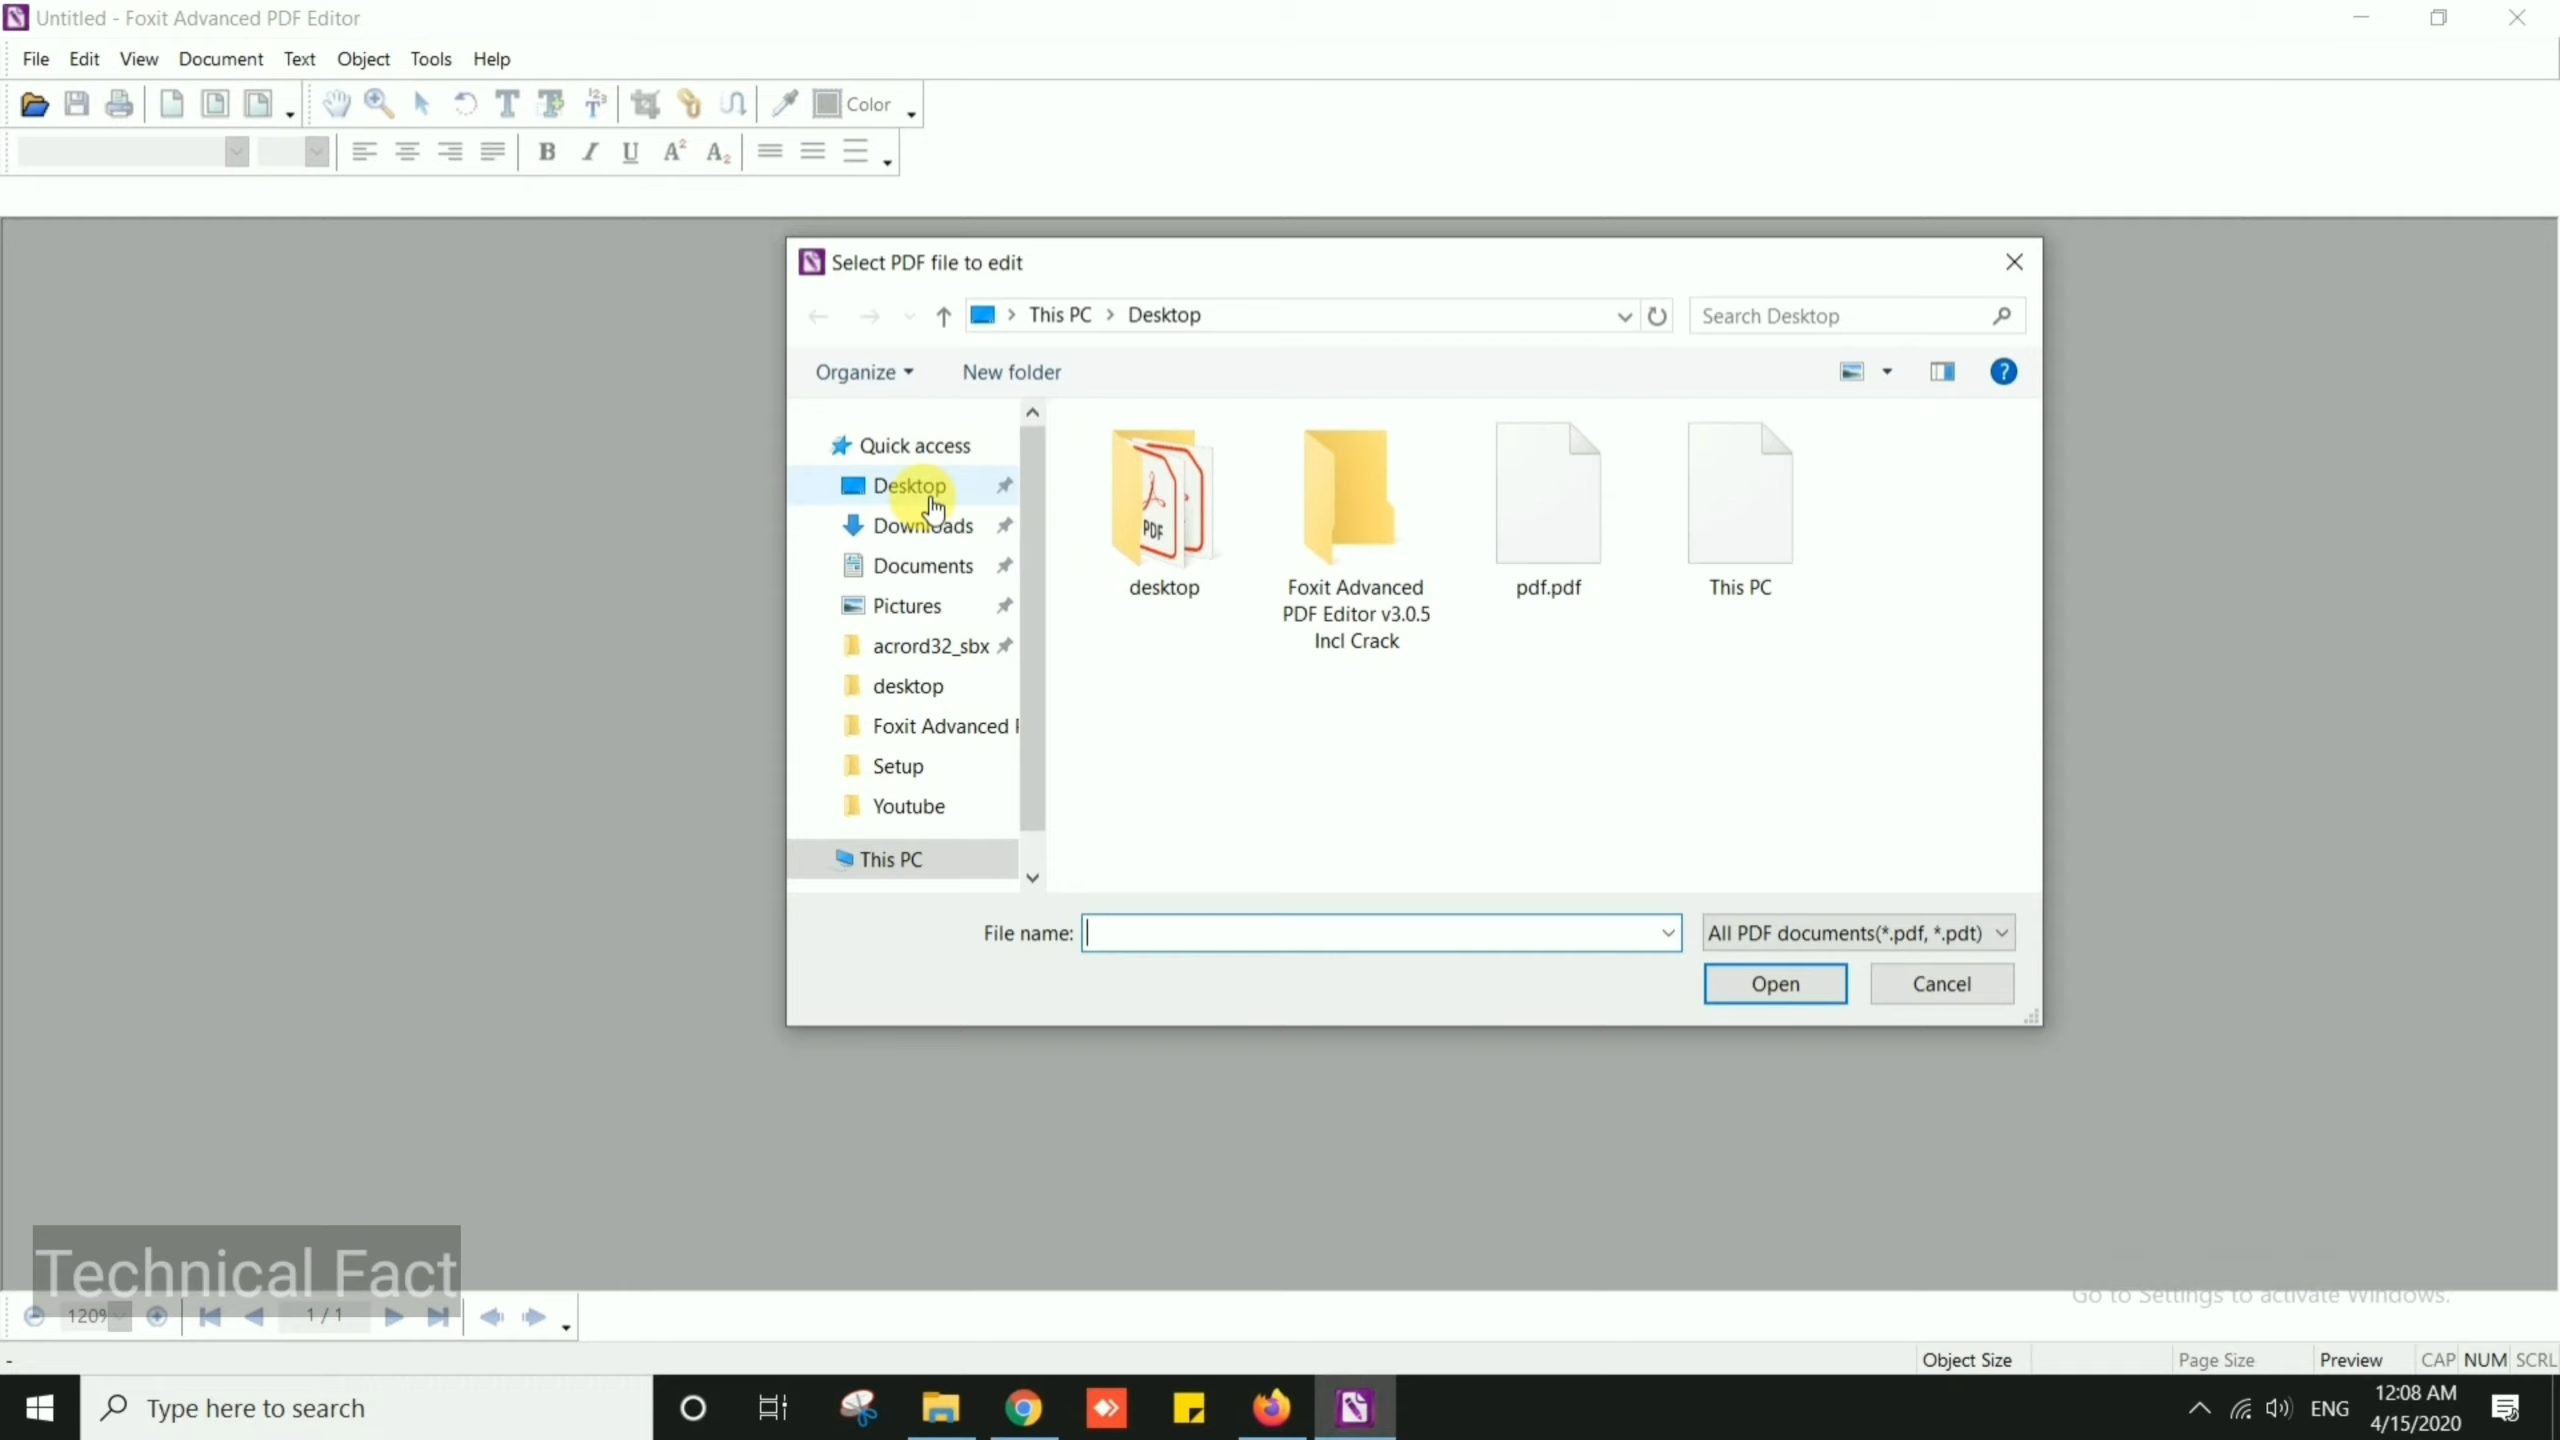 Untitled - Foxit Advanced PDF Editor
File Edit View Document Text Object Tools Help
Color
B I U A² A₂
Select PDF file to edit
This PC > Desktop
Search Desktop
Organize
New folder
Quick access
Desktop
Downloads
Documents
Pictures
acrord32_sbx
desktop
Foxit Advanced
Setup
Youtube
This PC
PDF
desktop
Foxit Advanced
PDF Editor v3.0.5
Incl Crack
pdf.pdf
This PC
File name:
All PDF documents(*.pdf, *.pdt)
Open
Cancel
Technical Fact
Go to Settings to activate Windows.
120%
1 / 1
Object Size
Page Size
Preview
CAP NUM SCRL
Type here to search
ENG
12:08 AM
4/15/2020